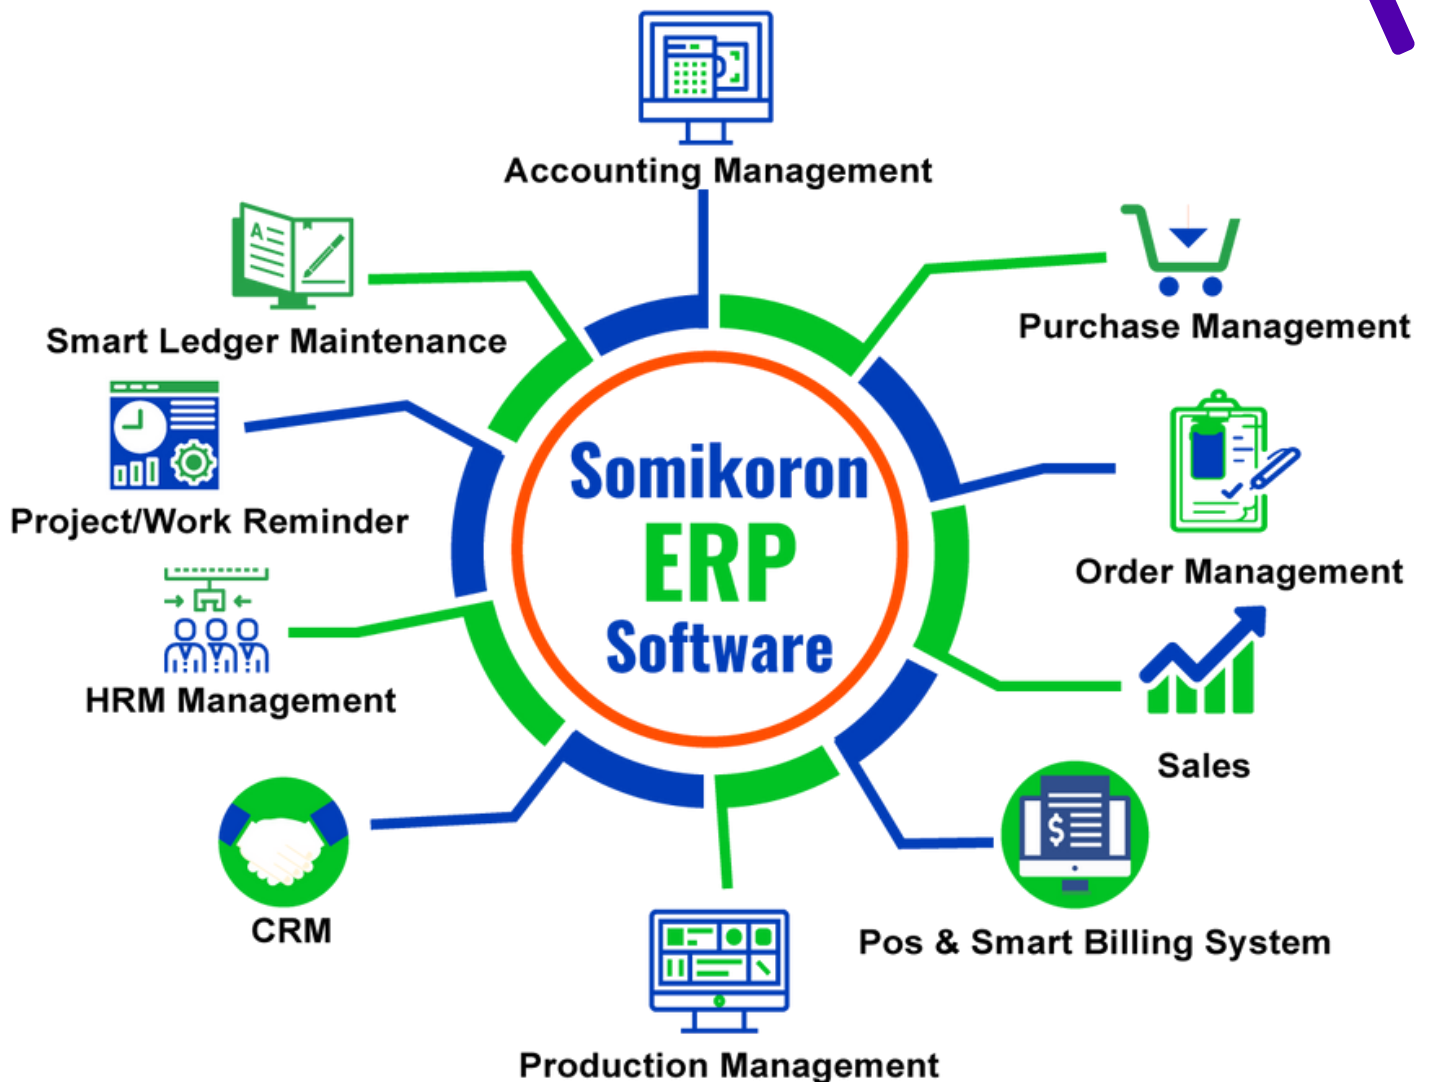 Accounting Management
Smart Ledger Maintenance
Purchase Management
Project/Work Reminder
Order Management
Somikoron
ERP
Software
HRM Management
Sales
CRM
Pos & Smart Billing System
Production Management